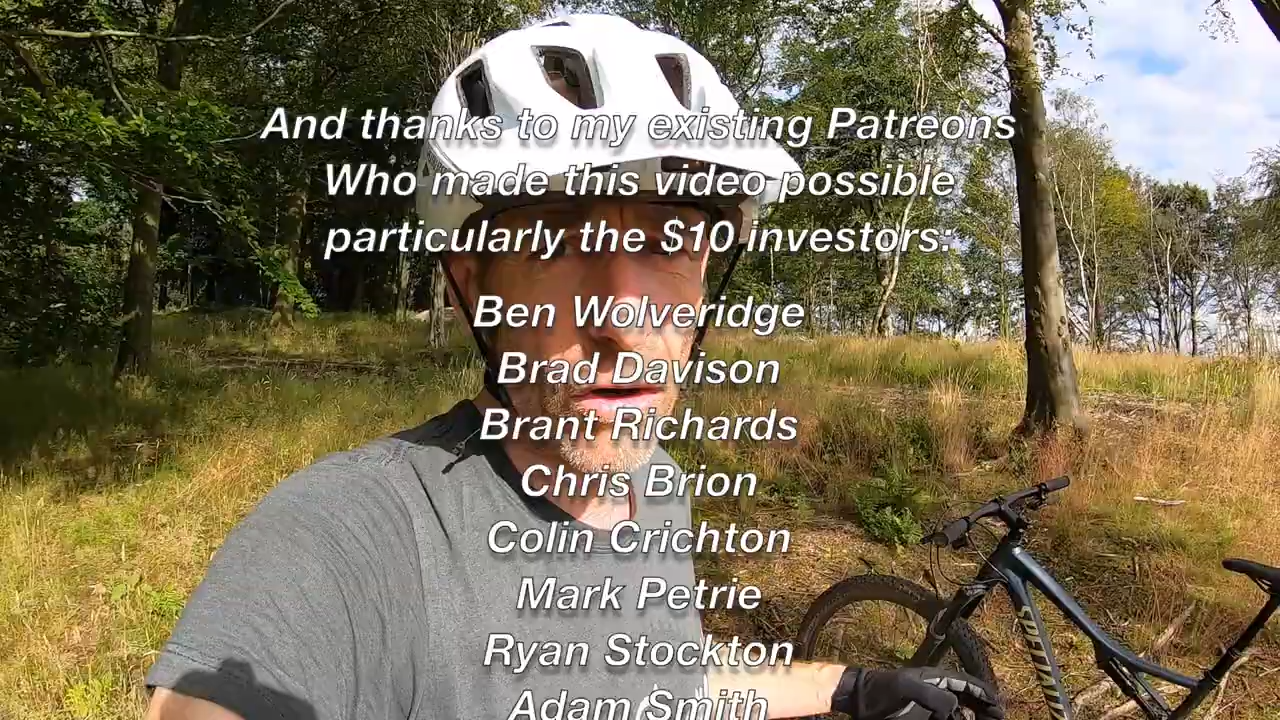 And thanks to my existing Patreons
Who made this video possible
particularly the $10 investors:
Ben Wolveridge
Brad Davison
Brant Richards
Chris Brion
Colin Crichton
Mark Petrie
Ryan Stockton
Adam Smith